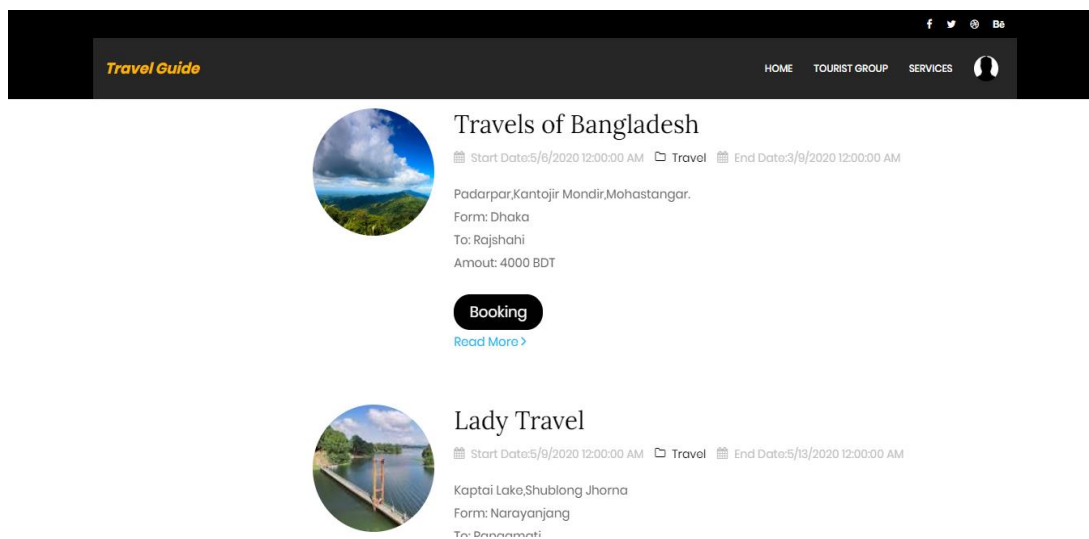 f Bē
Travel Guide HOME TOURIST GROUP SERVICES
Travels of Bangladesh
Start Date:5/6/2020 12:00:00 AM Travel End Date:3/9/2020 12:00:00 AM
Padarpar,Kantojir Mondir,Mohastangar.
Form: Dhaka
To: Rajshahi
Amout: 4000 BDT
Booking
Read More >
Lady Travel
Start Date:5/9/2020 12:00:00 AM Travel End Date:5/13/2020 12:00:00 AM
Kaptai Lake,Shublong Jhorna
Form: Narayanjang
To: Rangamati